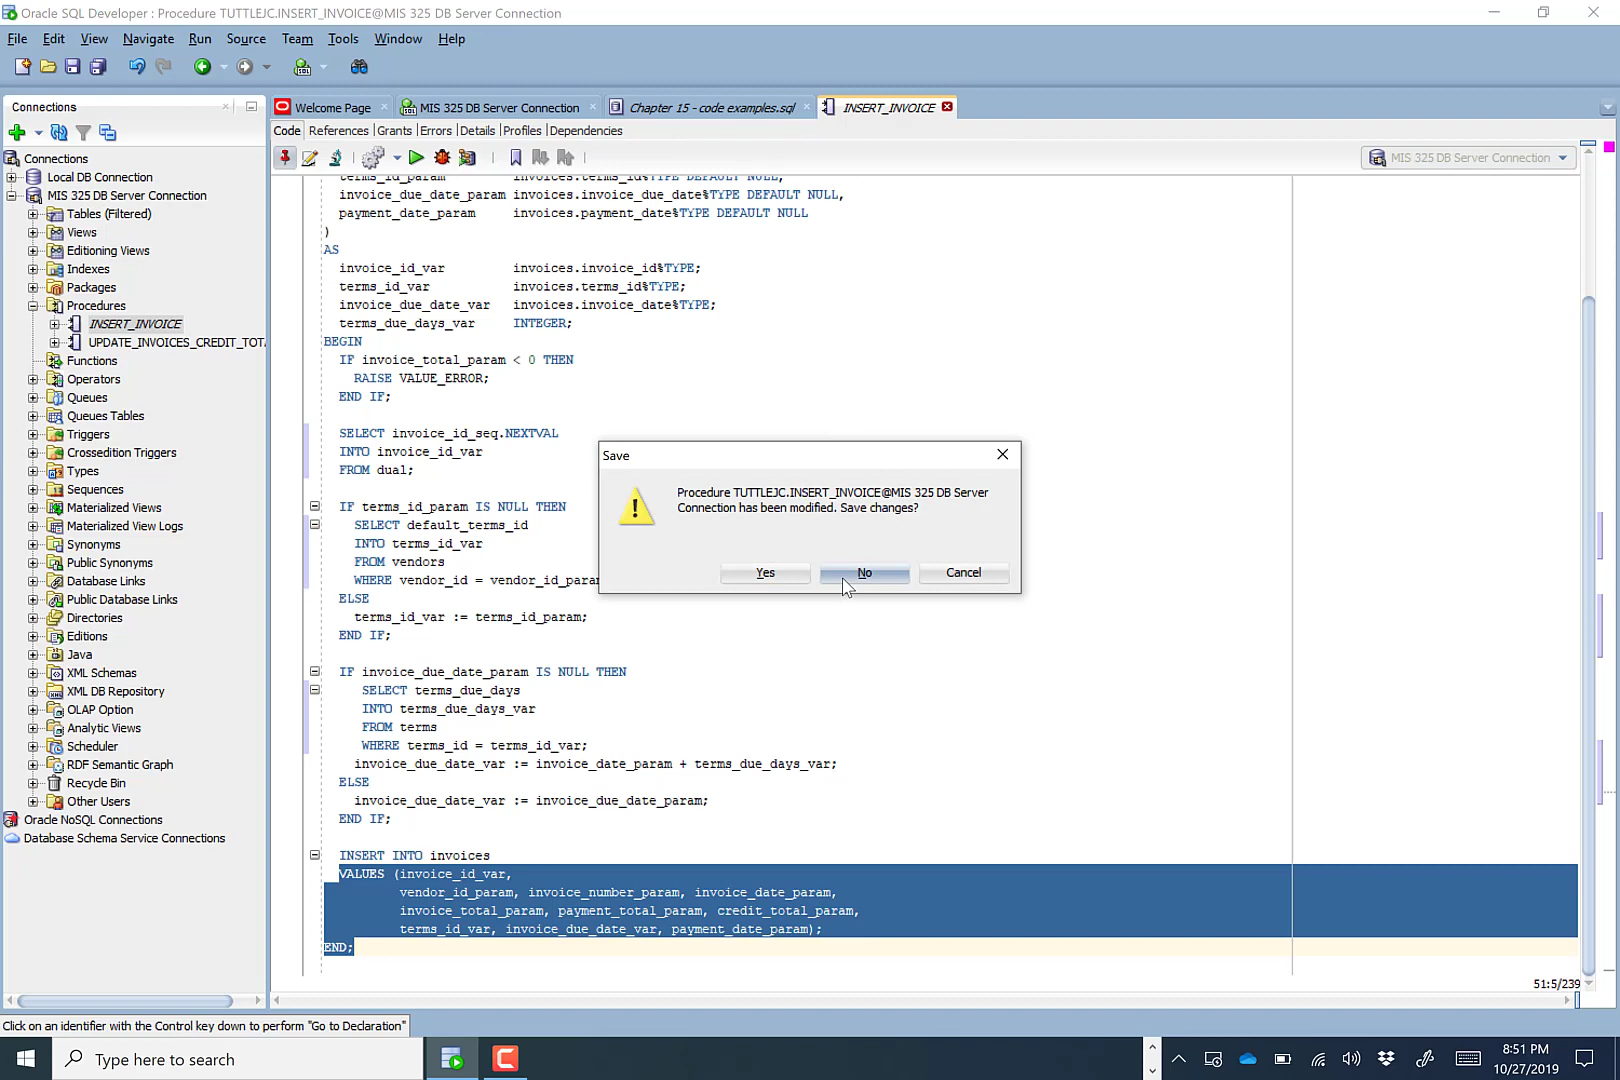 Oracle SQL Developer : Procedure TUTTLEJC.INSERT_INVOICE@MIS 325 DB Server Connection
File Edit View Navigate Run Source Team Tools Window Help
Connections
Welcome Page
MIS 325 DB Server Connection
Chapter 15 - code examples.sql
INSERT_INVOICE
Code References Grants Errors Details Profiles Dependencies
MIS 325 DB Server Connection
Connections
Local DB Connection
MIS 325 DB Server Connection
Tables (Filtered)
Views
Editioning Views
Indexes
Packages
Procedures
INSERT_INVOICE
UPDATE_INVOICES_CREDIT_TOTA
Functions
Operators
Queues
Queues Tables
Triggers
Crossedition Triggers
Types
Sequences
Materialized Views
Materialized View Logs
Synonyms
Public Synonyms
Database Links
Public Database Links
Directories
Editions
Java
XML Schemas
XML DB Repository
OLAP Option
Analytic Views
Scheduler
RDF Semantic Graph
Recycle Bin
Other Users
Oracle NoSQL Connections
Database Schema Service Connections
terms_id_param invoices.terms_id%TYPE DEFAULT NULL,
invoice_due_date_param invoices.invoice_due_date%TYPE DEFAULT NULL,
payment_date_param invoices.payment_date%TYPE DEFAULT NULL
)
AS
invoice_id_var invoices.invoice_id%TYPE;
terms_id_var invoices.terms_id%TYPE;
invoice_due_date_var invoices.invoice_date%TYPE;
terms_due_days_var INTEGER;
BEGIN
IF invoice_total_param < 0 THEN
RAISE VALUE_ERROR;
END IF;
SELECT invoice_id_seq.NEXTVAL
INTO invoice_id_var
FROM dual;
IF terms_id_param IS NULL THEN
SELECT default_terms_id
INTO terms_id_var
FROM vendors
WHERE vendor_id = vendor_id_param
ELSE
terms_id_var := terms_id_param;
END IF;
IF invoice_due_date_param IS NULL THEN
SELECT terms_due_days
INTO terms_due_days_var
FROM terms
WHERE terms_id = terms_id_var;
invoice_due_date_var := invoice_date_param + terms_due_days_var;
ELSE
invoice_due_date_var := invoice_due_date_param;
END IF;
INSERT INTO invoices
VALUES (invoice_id_var,
vendor_id_param, invoice_number_param, invoice_date_param,
invoice_total_param, payment_total_param, credit_total_param,
terms_id_var, invoice_due_date_var, payment_date_param);
END;
Save
Procedure TUTTLEJC.INSERT_INVOICE@MIS 325 DB Server
Connection has been modified. Save changes?
Yes No Cancel
51:5/239
Click on an identifier with the Control key down to perform "Go to Declaration"
Type here to search
8:51 PM
10/27/2019